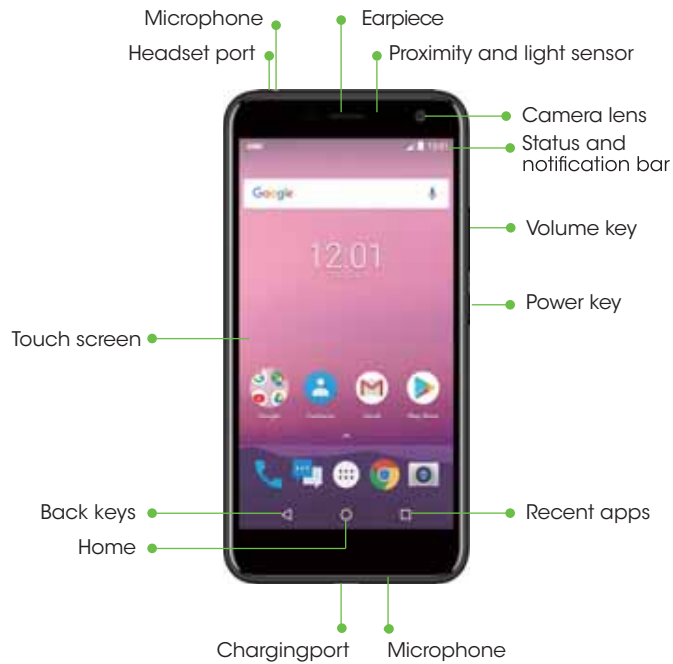 Microphone
Earpiece
Headset port
Proximity and light sensor
Camera lens
Status and
notification bar
Google
Volume key
12:01
Power key
Touch screen
Back keys
Recent apps
Home
Chargingport
Microphone